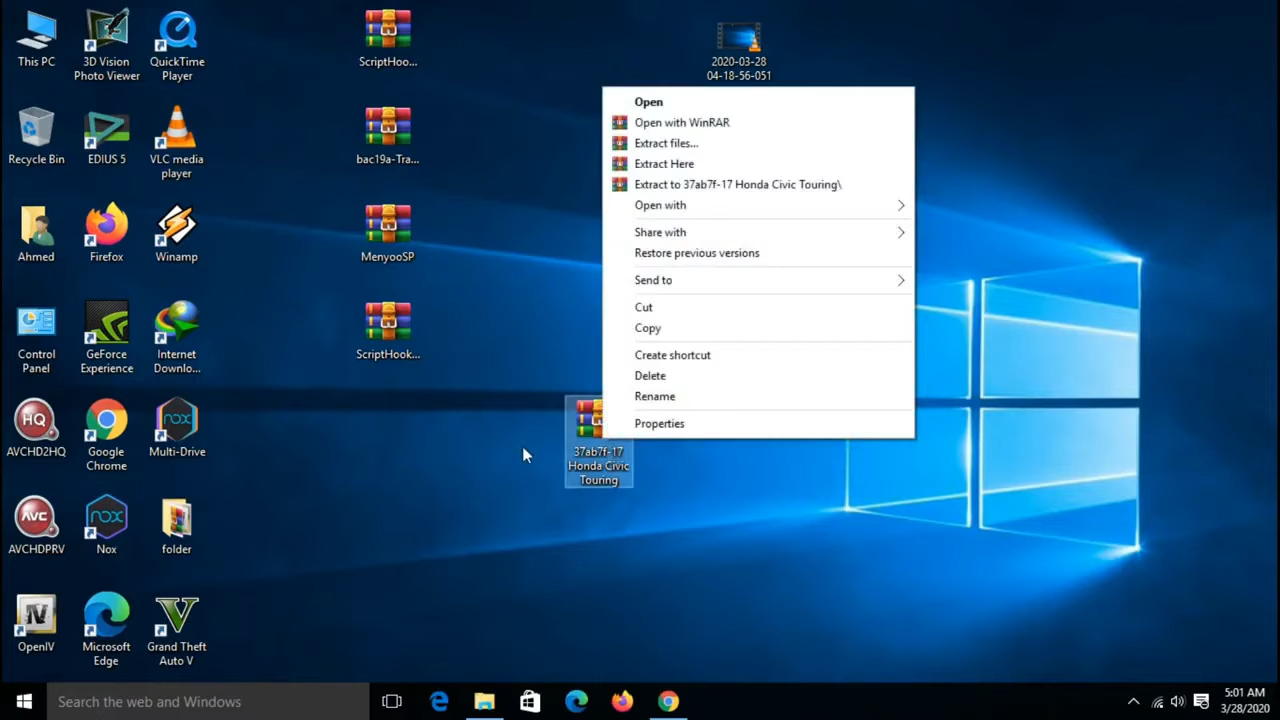 This PC
3D Vision
Photo Viewer
QuickTime
Player
ScriptHoo...
2020-03-28
04-18-56-051
Recycle Bin
EDIUS 5
VLC media
player
bac19a-Tra...
Ahmed
Firefox
Winamp
MenyooSP
Control
Panel
GeForce
Experience
Internet
Downlo...
ScriptHook...
HQ
AVCHD2HQ
Google
Chrome
nox
Multi-Drive
AVC
AVCHDPRV
nox
Nox
folder
IV
OpenIV
Microsoft
Edge
V
Grand Theft
Auto V
Open
Open with WinRAR
Extract files...
Extract Here
Extract to 37ab7f-17 Honda Civic Touring\
Open with
Share with
Restore previous versions
Send to
Cut
Copy
Create shortcut
Delete
Rename
Properties
37ab7f-17
Honda Civic
Touring
Search the web and Windows
5:01 AM
3/28/2020